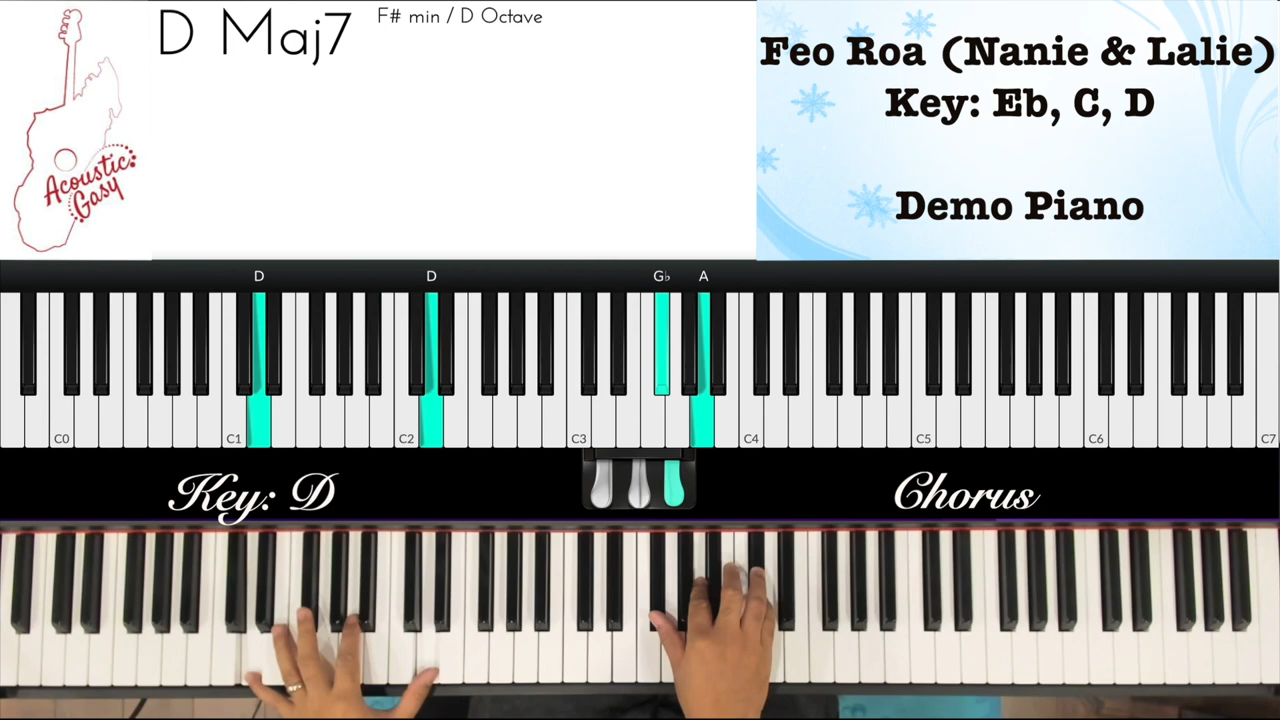 D Maj7
F# min / D Octave
Acoustic
Gasy
Feo Roa (Nanie & Lalie)
Key: Eb, C, D
Demo Piano
D
D
G♭
A
C0
C1
C2
C3
C4
C5
C6
C7
Key: D
Chorus